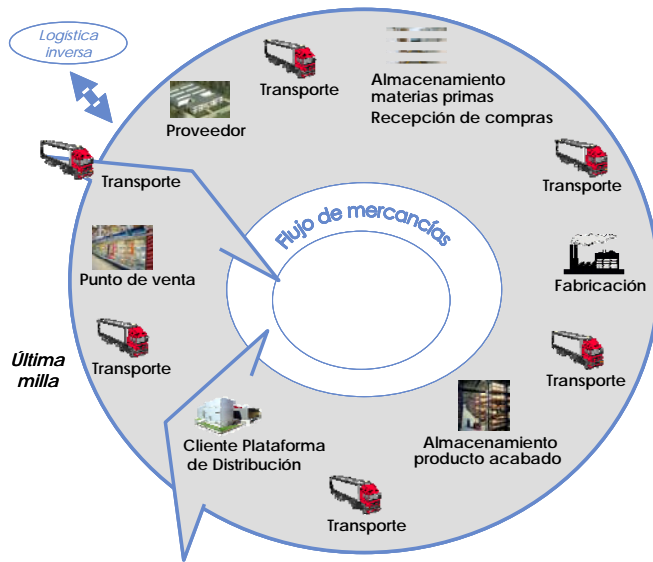 Logística
inversa
Transporte
Almacenamiento
materias primas
Recepción de compras
Proveedor
Transporte
Transporte
Flujo de mercancías
Punto de venta
Fabricación
Última
milla
Transporte
Transporte
Cliente Plataforma
de Distribución
Almacenamiento
producto acabado
Transporte